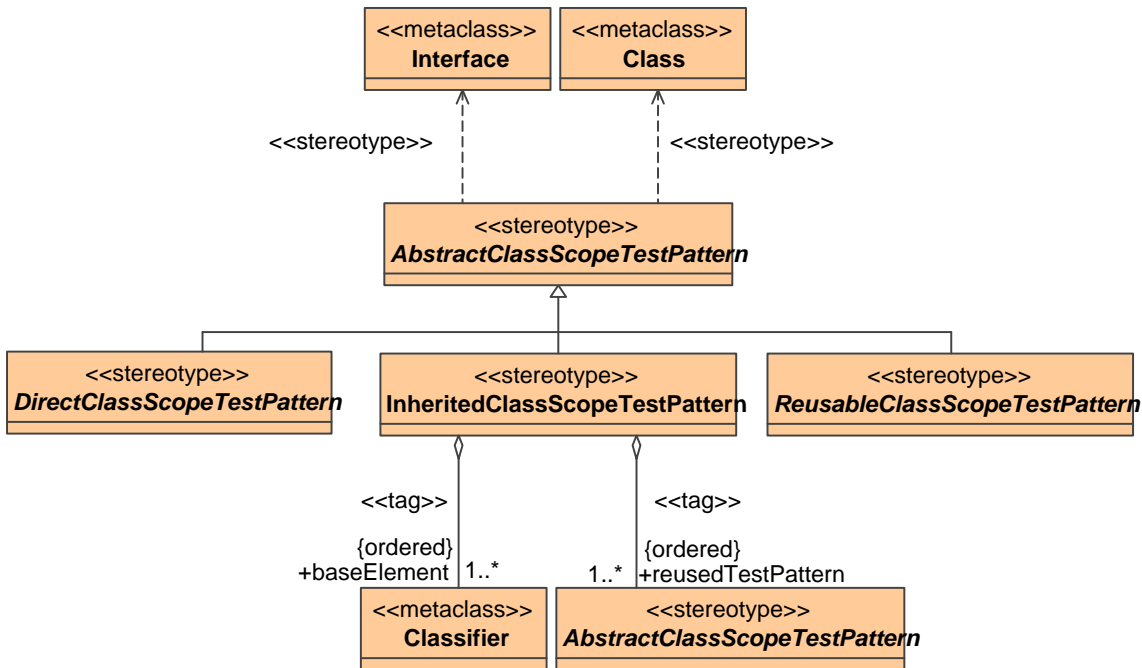 <<metaclass>>
Interface
<<metaclass>>
Class
<<stereotype>>
<<stereotype>>
<<stereotype>>
AbstractClassScopeTestPattern
<<stereotype>>
DirectClassScopeTestPattern
<<stereotype>>
InheritedClassScopeTestPattern
<<stereotype>>
ReusableClassScopeTestPattern
<<tag>>
<<tag>>
{ordered}
+baseElement
1..*
{ordered}
1..*
+reusedTestPattern
<<metaclass>>
Classifier
<<stereotype>>
AbstractClassScopeTestPattern